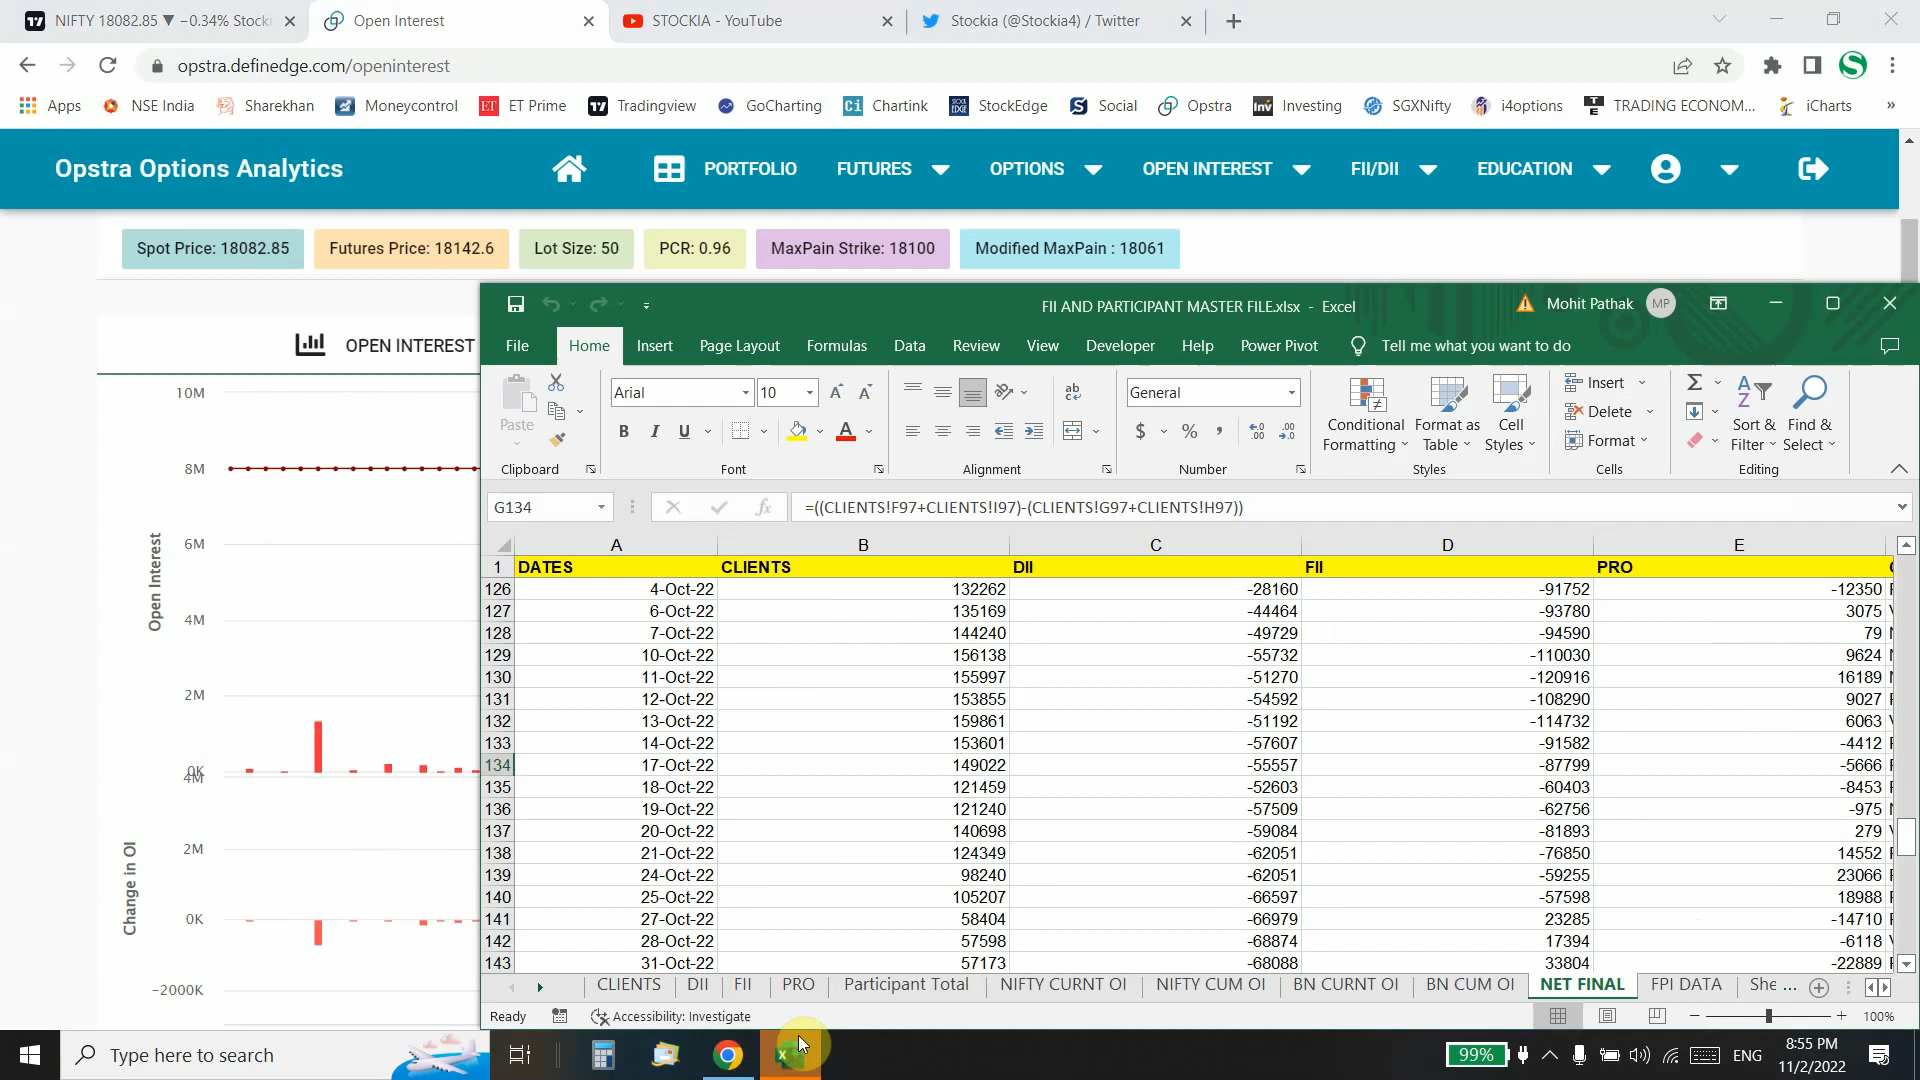 NIFTY 18082.85 ▼ −0.34% Stock
Open Interest
STOCKIA - YouTube
Stockia (@Stockia4) / Twitter
opstra.definedge.com/openinterest
Apps NSE India Sharekhan Moneycontrol ET Prime Tradingview GoCharting Chartink StockEdge Social Opstra Investing SGXNifty i4options TRADING ECONOM... iCharts »
Opstra Options Analytics PORTFOLIO FUTURES OPTIONS OPEN INTEREST FII/DII EDUCATION
Spot Price: 18082.85 Futures Price: 18142.6 Lot Size: 50 PCR: 0.96 MaxPain Strike: 18100 Modified MaxPain : 18061
OPEN INTEREST
10M
8M
6M
4M
2M
0K
Open Interest
4M
2M
0K
-2000K
Change in OI
FII AND PARTICIPANT MASTER FILE.xlsx - Excel
Mohit Pathak MP
File Home Insert Page Layout Formulas Data Review View Developer Help Power Pivot Tell me what you want to do
Paste
Clipboard
Arial 10
B I U
Font
Alignment
General
$ % ,
Number
Conditional Formatting
Format as Table
Cell Styles
Styles
Insert
Delete
Format
Cells
Sort & Filter
Find & Select
Editing
G134 =((CLIENTS!F97+CLIENTS!I97)-(CLIENTS!G97+CLIENTS!H97))
A B C D E
1 DATES CLIENTS DII FII PRO
126 4-Oct-22 132262 -28160 -91752 -12350
127 6-Oct-22 135169 -44464 -93780 3075
128 7-Oct-22 144240 -49729 -94590 79
129 10-Oct-22 156138 -55732 -110030 9624
130 11-Oct-22 155997 -51270 -120916 16189
131 12-Oct-22 153855 -54592 -108290 9027
132 13-Oct-22 159861 -51192 -114732 6063
133 14-Oct-22 153601 -57607 -91582 -4412
134 17-Oct-22 149022 -55557 -87799 -5666
135 18-Oct-22 121459 -52603 -60403 -8453
136 19-Oct-22 121240 -57509 -62756 -975
137 20-Oct-22 140698 -59084 -81893 279
138 21-Oct-22 124349 -62051 -76850 14552
139 24-Oct-22 98240 -62051 -59255 23066
140 25-Oct-22 105207 -66597 -57598 18988
141 27-Oct-22 58404 -66979 23285 -14710
142 28-Oct-22 57598 -68874 17394 -6118
143 31-Oct-22 57173 -68088 33804 -22889
CLIENTS DII FII PRO Participant Total NIFTY CURNT OI NIFTY CUM OI BN CURNT OI BN CUM OI NET FINAL FPI DATA She ...
Ready Accessibility: Investigate 100%
Type here to search
99% ENG
8:55 PM
11/2/2022